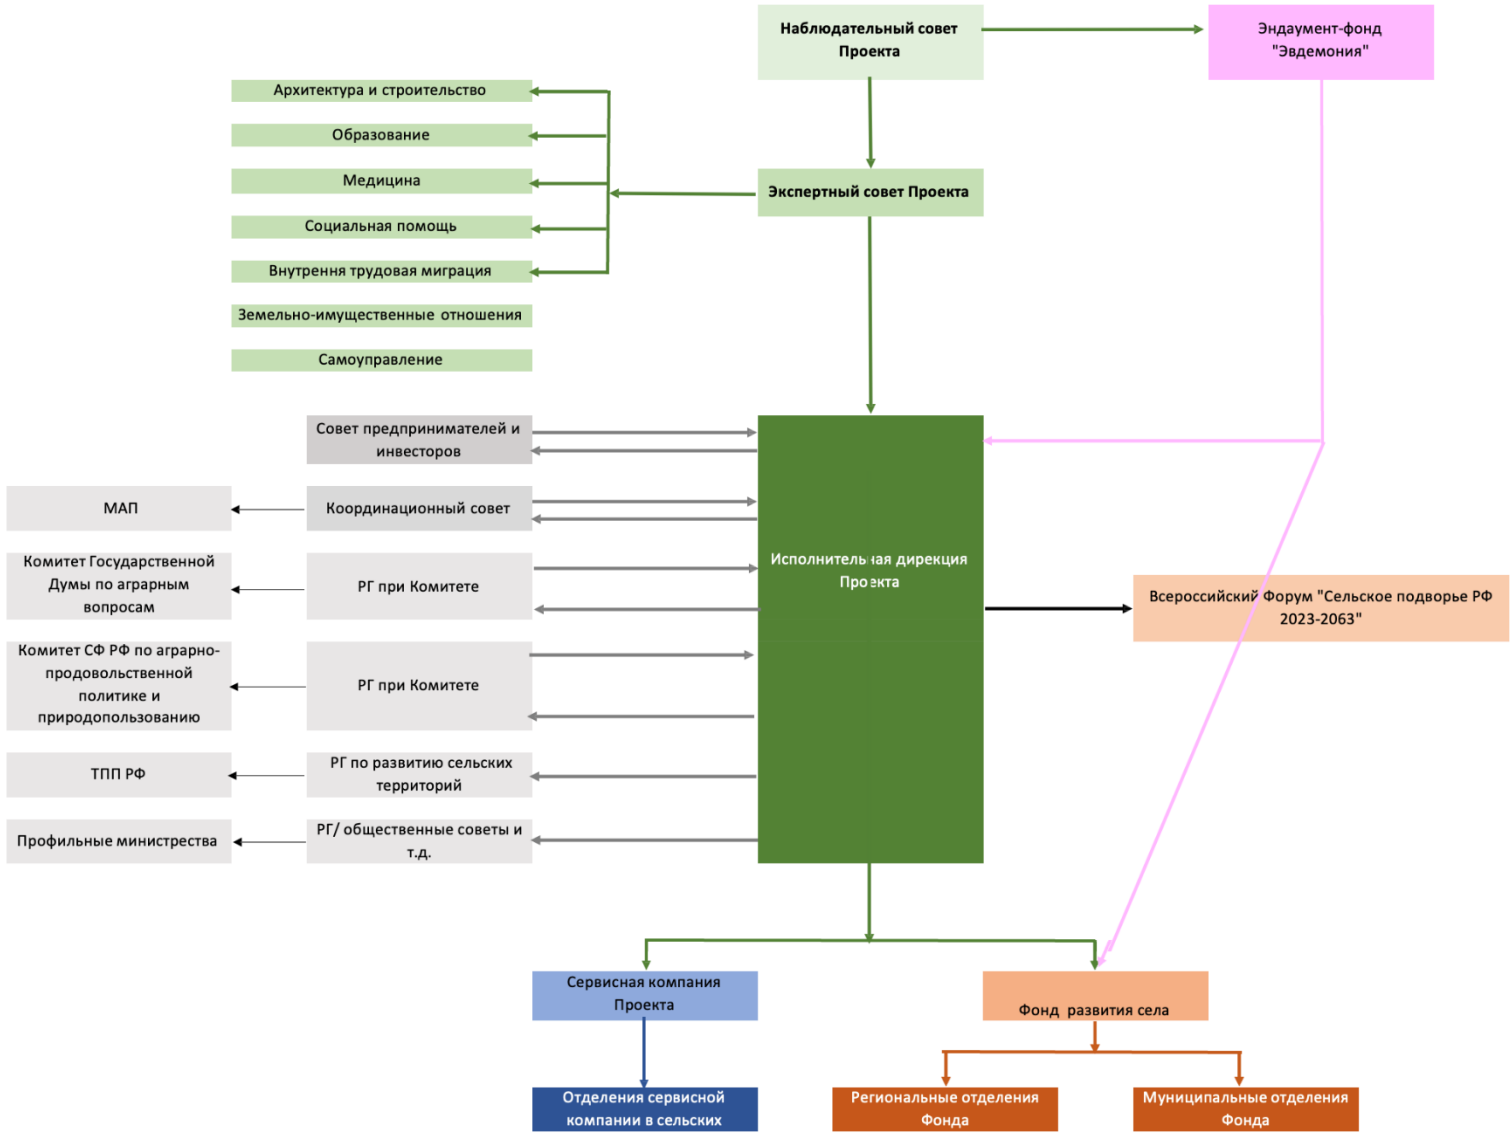 Наблюдательный совет
Проекта
Эндаумент-фонд
"Эвдемония"
Архитектура и строительство
Образование
Медицина
Социальная помощь
Внутрення трудовая миграция
Земельно-имущественные отношения
Самоуправление
Экспертный совет Проекта
Совет предпринимателей и
инвесторов
МАП
Координационный совет
Комитет Государственной
Думы по аграрным
вопросам
РГ при Комитете
Исполнительная дирекция
Проекта
Всероссийский Форум "Сельское подворье РФ
2023-2063"
Комитет СФ РФ по аграрно-
продовольственной
политике и
природопользованию
РГ при Комитете
ТПП РФ
РГ по развитию сельских
территорий
Профильные министрества
РГ/ общественные советы и
т.д.
Сервисная компания
Проекта
Фонд развития села
Отделения сервисной
компании в сельских
Региональные отделения
Фонда
Муниципальные отделения
Фонда